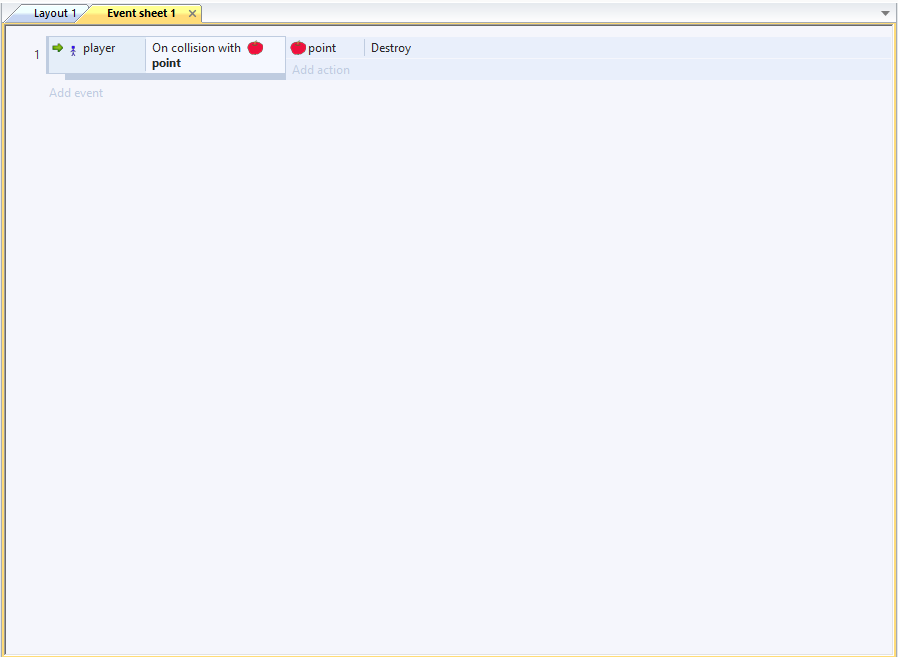 Layout 1 Event sheet 1
1 player On collision with point Destroy
point
Add action
Add event